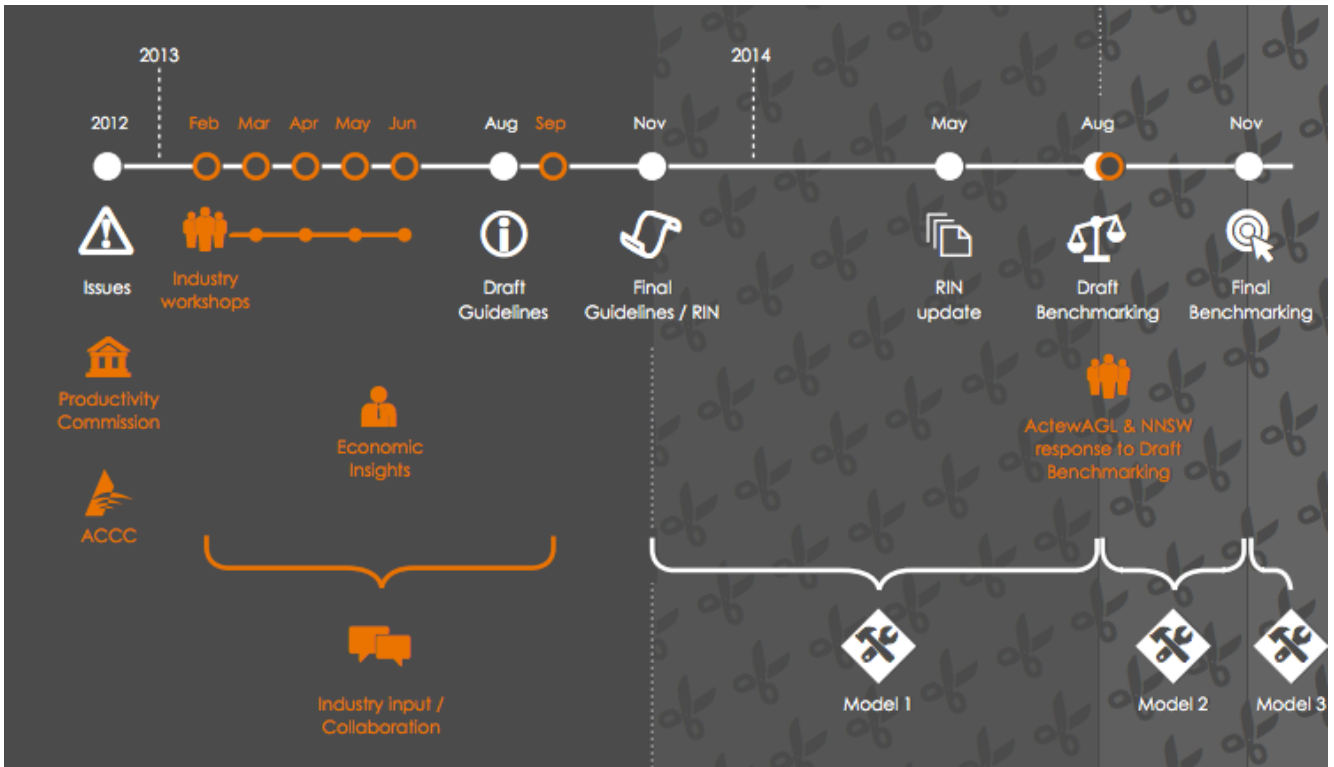 2013
2014
2012
Feb
Mar
Apr
May
Jun
Aug
Sep
Nov
May
Aug
Nov
Issues
Industry
workshops
Draft
Guidelines
Final
Guidelines / RIN
RIN
update
Draft
Benchmarking
Final
Benchmarking
Productivity
Commission
Economic
Insights
ActewAGL & NNSW
response to Draft
Benchmarking
ACCC
Industry input /
Collaboration
Model 1
Model 2
Model 3